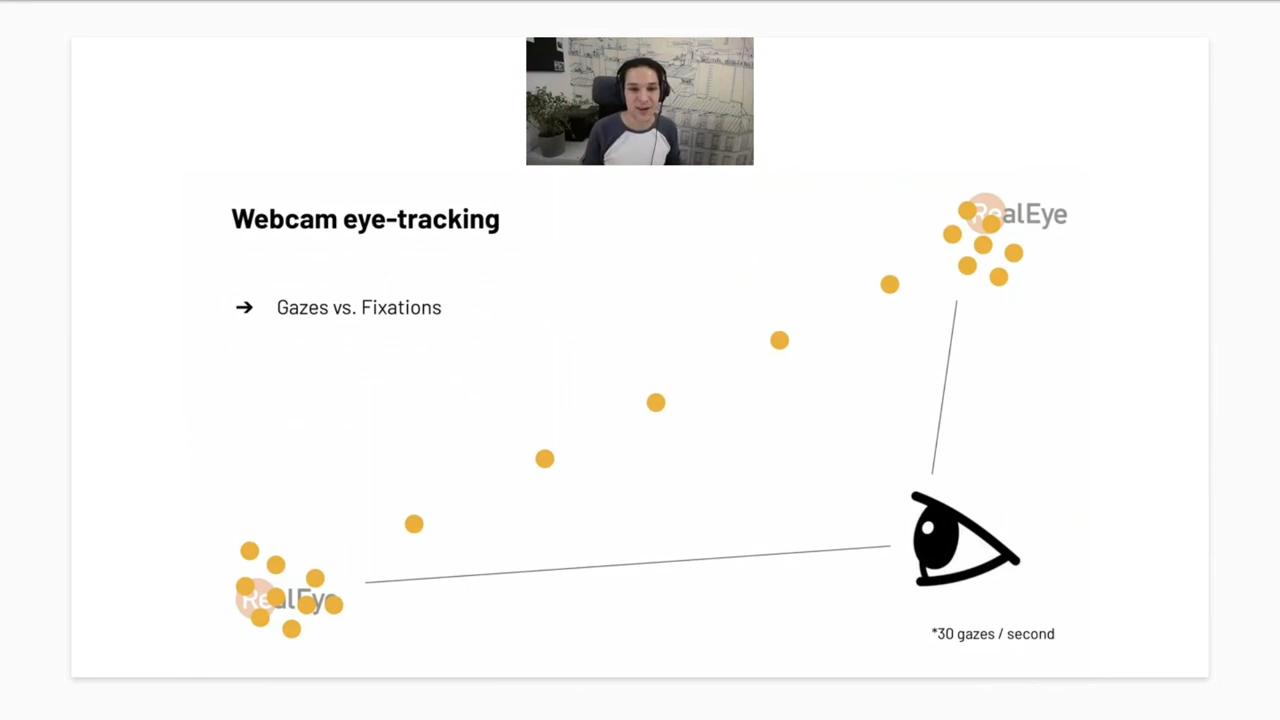 Webcam eye-tracking
RealEye
➔ Gazes vs. Fixations
RealEye
*30 gazes / second